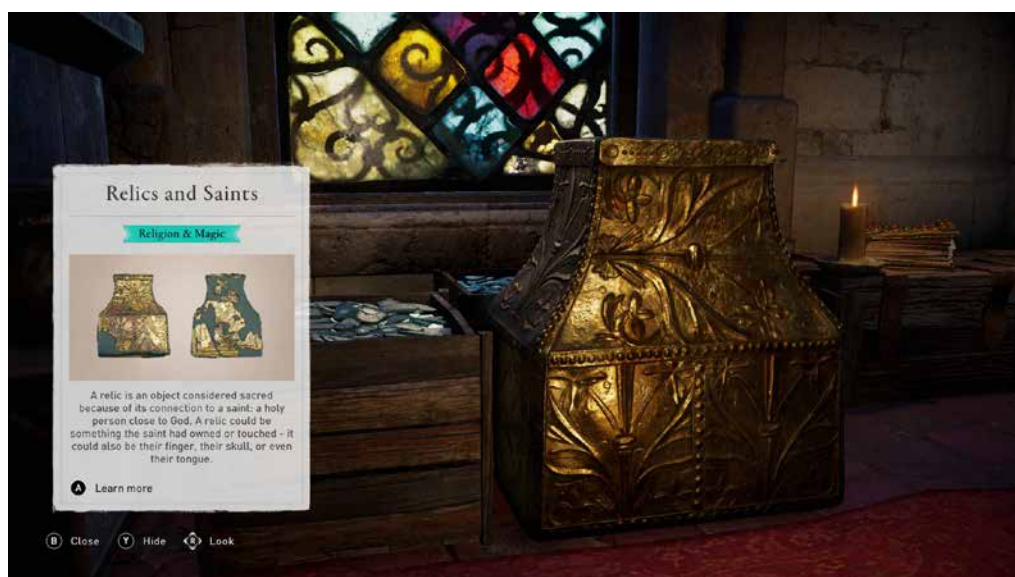 Relics and Saints
Religion & Magic
A relic is an object considered sacred
because of its connection to a saint: a holy
person close to God. A relic could be
something the saint had owned or touched - it
could also be their finger, their skull, or even
their tongue.
A Learn more
B Close Y Hide R Look